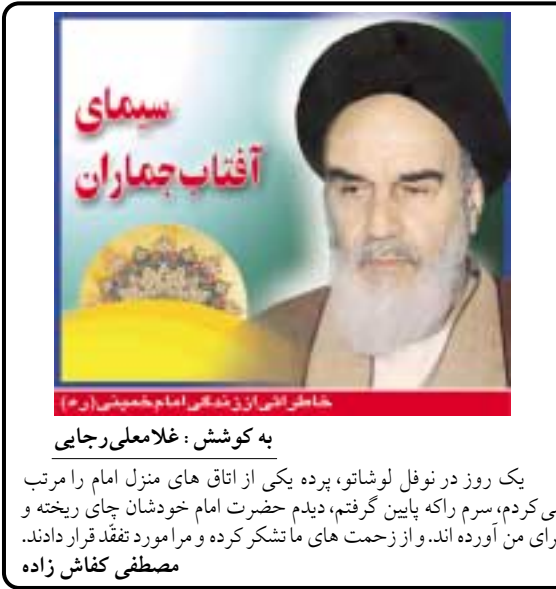 سیمای
آفتاب جماران
خاطراتی از زندگی امام خمینی (ره)
به کوشش : غلامعلی رجایی
یک روز در نوفل لوشاتو، پرده یکی از اتاق های منزل امام را مرتب
ی کردم، سرم راکه پایین گرفتم، دیدم حضرت امام خودشان چای ریخته و
رای من آورده اند. و از زحمت های ما تشکر کرده و مرا مورد تفقّد قرار دادند.
مصطفی کفاش زاده